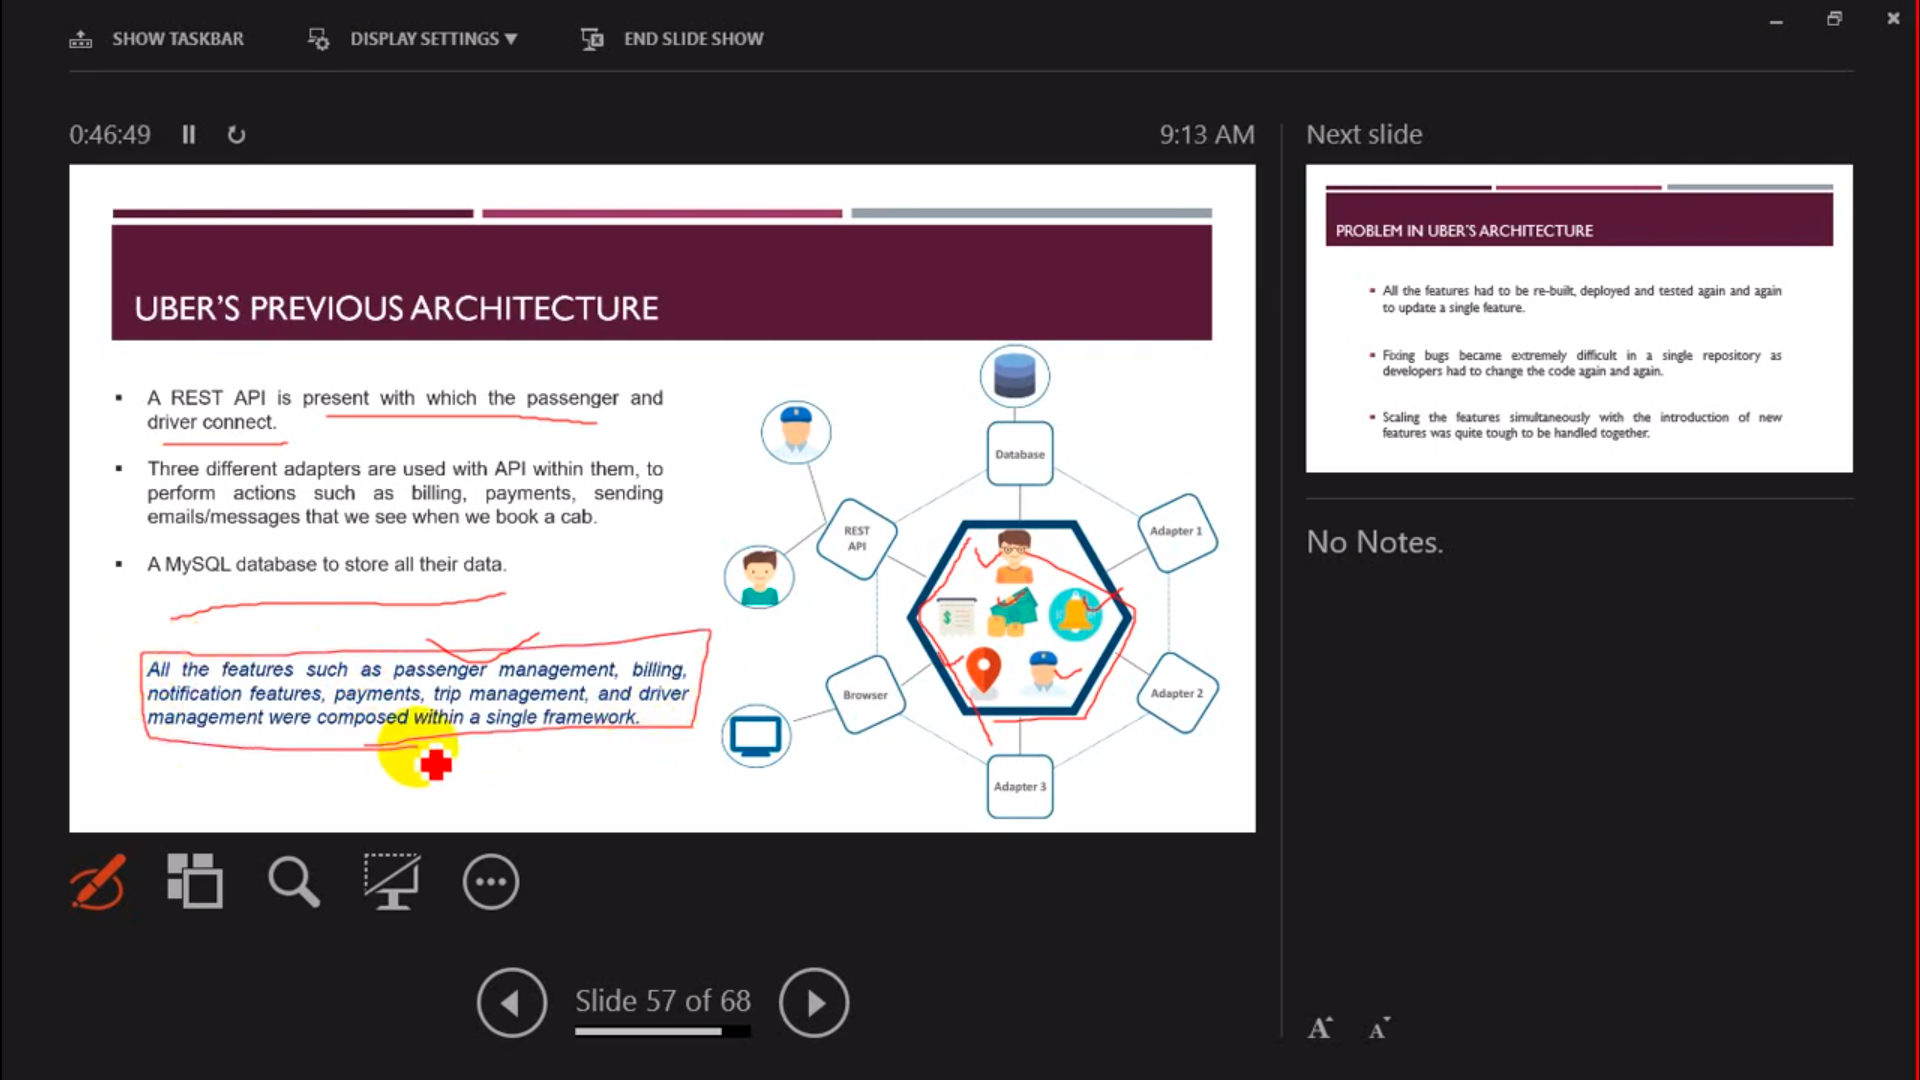 SHOW TASKBAR
DISPLAY SETTINGS
END SLIDE SHOW
0:46:49
9:13 AM
UBER'S PREVIOUS ARCHITECTURE
▪ A REST API is present with which the passenger and
driver connect.
▪ Three different adapters are used with API within them, to
perform actions such as billing, payments, sending
emails/messages that we see when we book a cab.
▪ A MySQL database to store all their data.
All the features such as passenger management, billing,
notification features, payments, trip management, and driver
management were composed within a single framework.
Database
REST
API
Adapter 1
Browser
Adapter 2
Adapter 3
Slide 57 of 68
Next slide
PROBLEM IN UBER'S ARCHITECTURE
▪ All the features had to be re-built, deployed and tested again and again
to update a single feature.
▪ Fixing bugs became extremely difficult in a single repository as
developers had to change the code again and again.
▪ Scaling the features simultaneously with the introduction of new
features was quite tough to be handled together.
No Notes.
A A